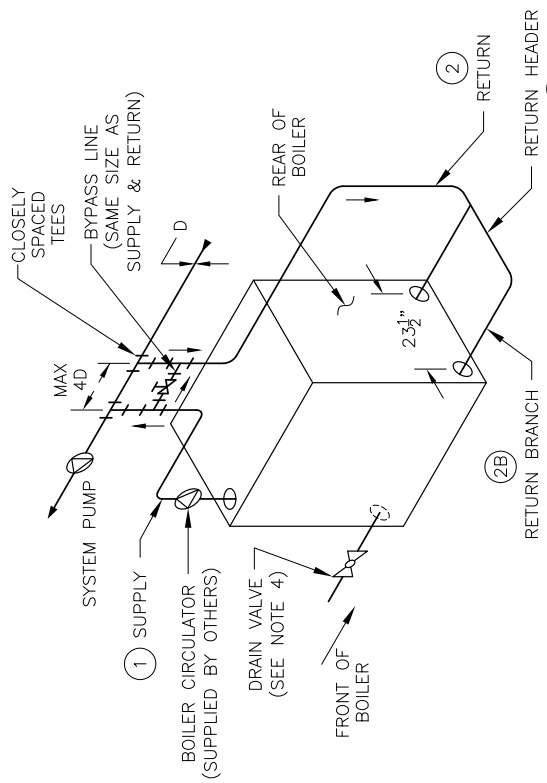 CLOSELY
SPACED
TEES
BYPASS LINE
(SAME SIZE AS
SUPPLY & RETURN)
D
MAX
4D
SYSTEM PUMP
1 SUPPLY
BOILER CIRCULATOR
(SUPPLIED BY OTHERS)
DRAIN VALVE
(SEE NOTE 4)
FRONT OF
BOILER
REAR OF
BOILER
23½"
2
RETURN
RETURN HEADER
2B
RETURN BRANCH